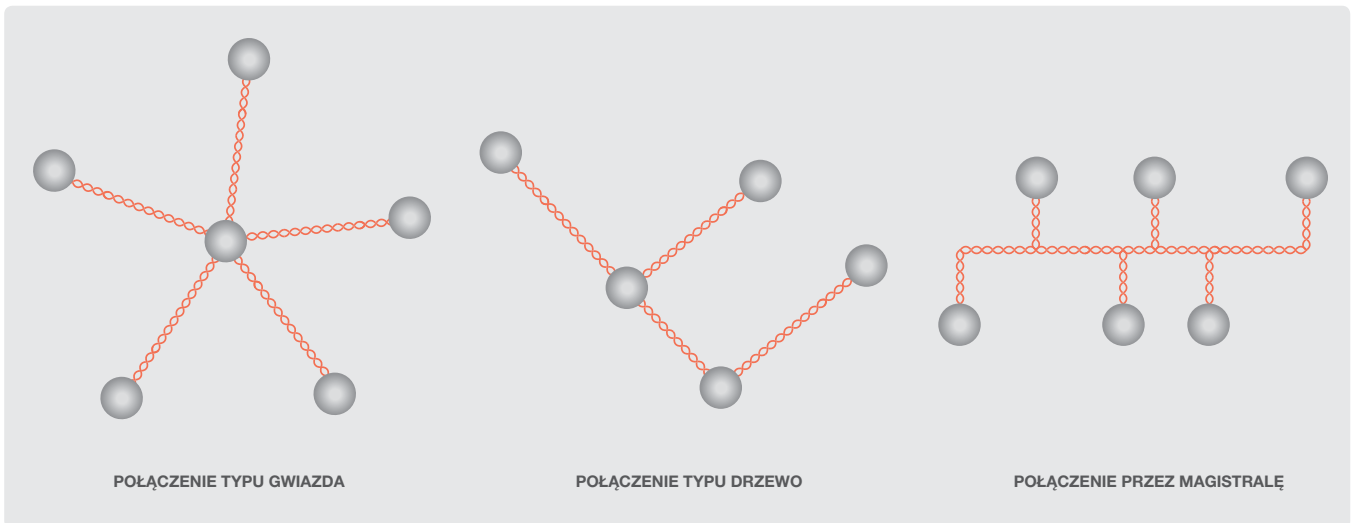 POŁĄCZENIE TYPU GWIAZDA
POŁĄCZENIE TYPU DRZEWO
POŁĄCZENIE PRZEZ MAGISTRALĘ